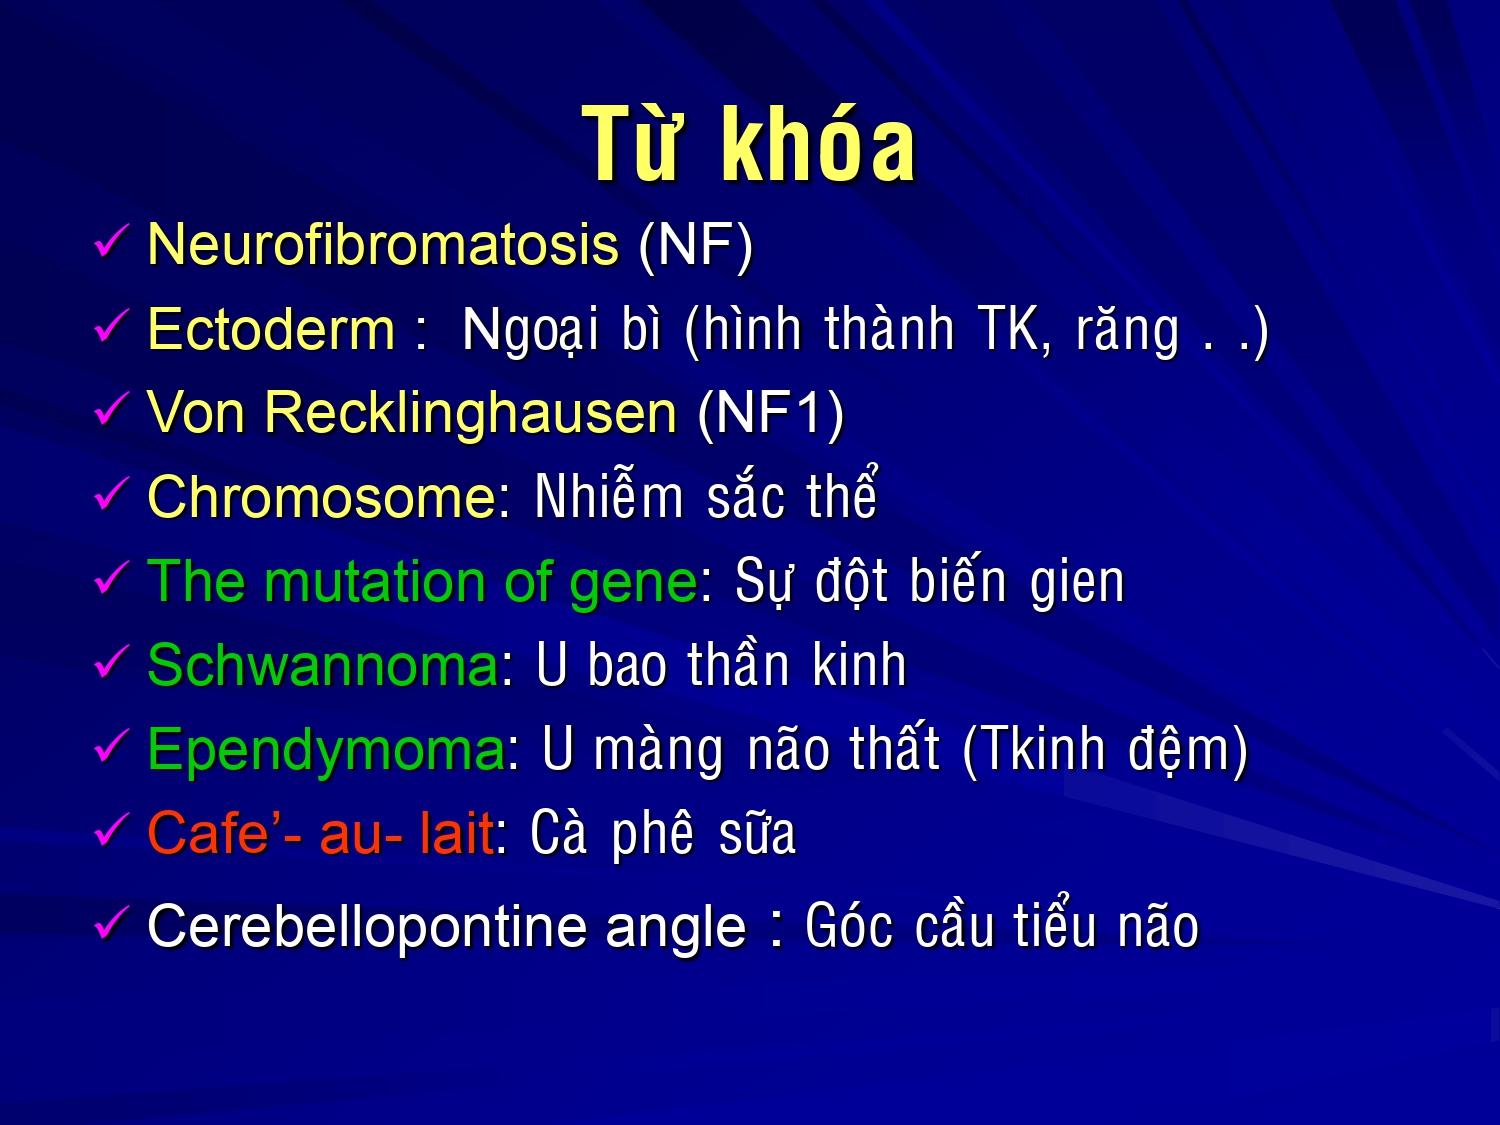 Từ khóa
Neurofibromatosis (NF)
Ectoderm : Ngoại bì (hình thành TK, răng . .)
Von Recklinghausen (NF1)
Chromosome: Nhiễm sắc thể
The mutation of gene: Sự đột biến gien
Schwannoma: U bao thần kinh
Ependymoma: U màng não thất (Tkinh đệm)
Cafe’- au- lait: Cà phê sữa
Cerebellopontine angle : Góc cầu tiểu não